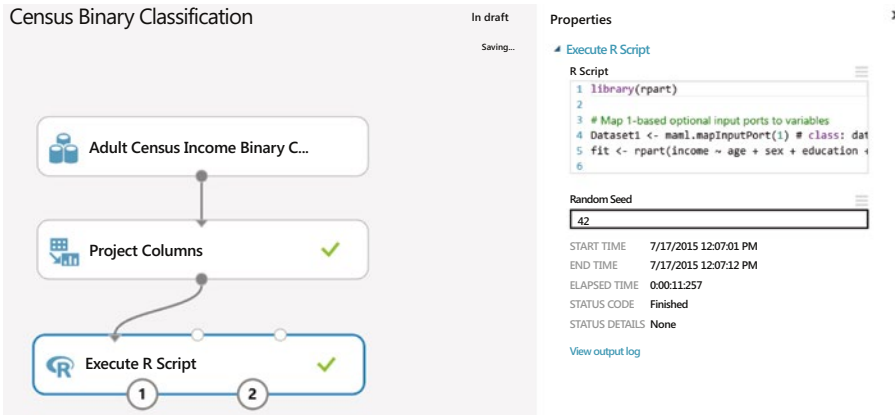 Census Binary Classification
In draft
Saving...
Adult Census Income Binary C...
Project Columns
Execute R Script
1
2
Properties
Execute R Script
R Script
1 library(rpart)
2
3 # Map 1-based optional input ports to variables
4 Dataset1 <- maml.mapInputPort(1) # class: dat
5 fit <- rpart(income ~ age + sex + education +
6
Random Seed
42
START TIME 7/17/2015 12:07:01 PM
END TIME 7/17/2015 12:07:12 PM
ELAPSED TIME 0:00:11:257
STATUS CODE Finished
STATUS DETAILS None
View output log